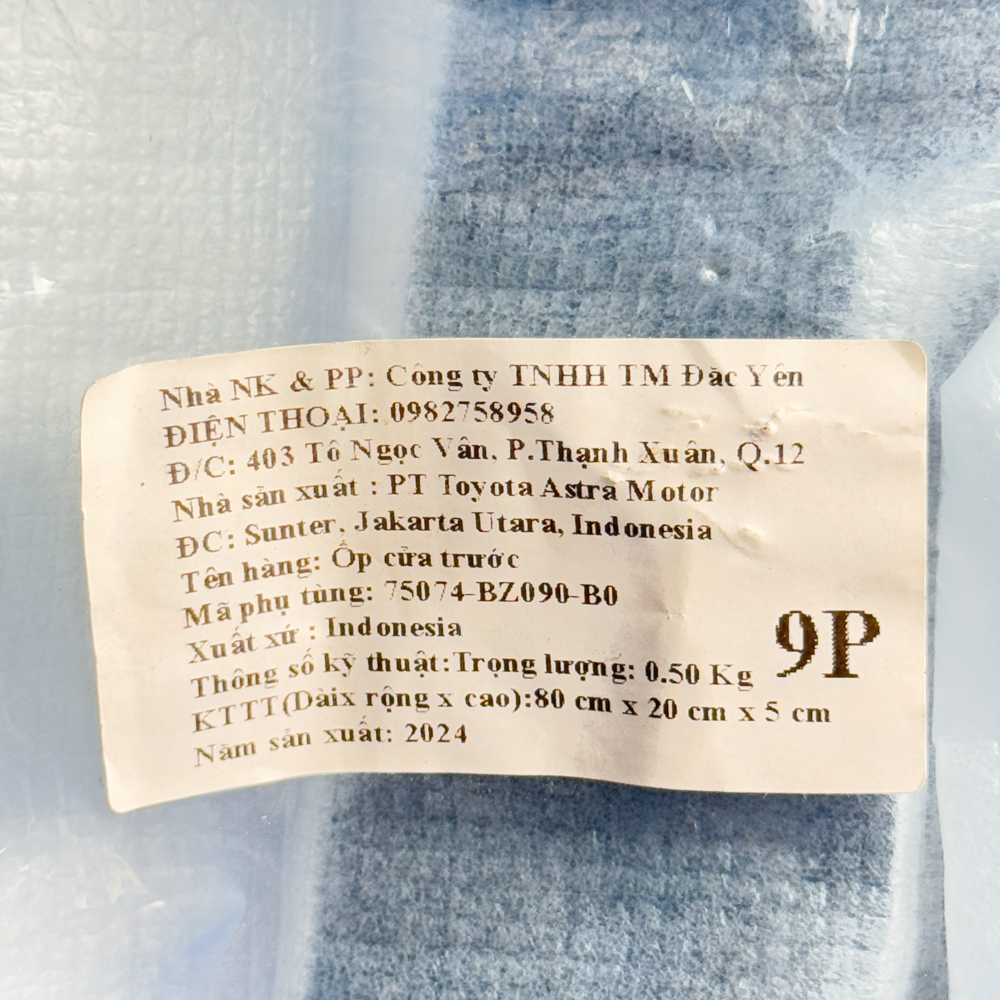 Nhà NK & PP: Công ty TNHH TM Đăc Yên
ĐIỆN THOẠI: 0982758958
Đ/C: 403 Tô Ngọc Vân, P.Thạnh Xuân, Q.12
Nhà sản xuất : PT Toyota Astra Motor
ĐC: Sunter, Jakarta Utara, Indonesia
Tên hàng: Ốp cửa trước
Mã phụ tùng: 75074-BZ090-B0
Xuất xứ : Indonesia
9P
Thông số kỹ thuật:Trọng lượng: 0.50 Kg
KTTT(Dàix rộng x cao):80 cm x 20 cm x 5 cm
Năm sản xuất: 2024